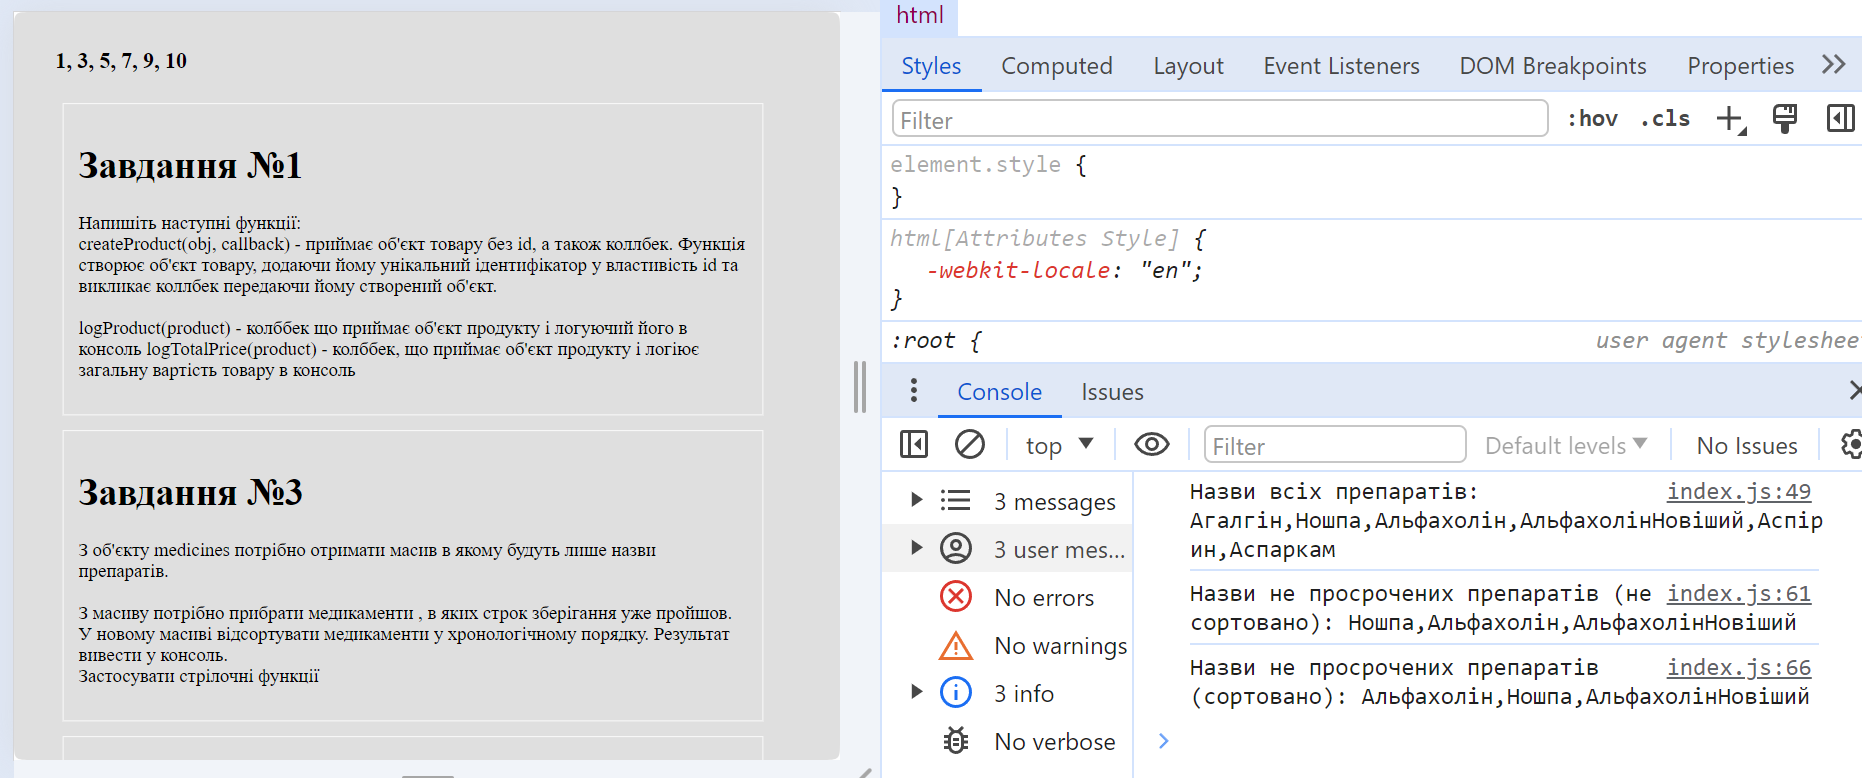 1, 3, 5, 7, 9, 10
Завдання №1
Напишіть наступні функції:
createProduct(obj, callback) - приймає об'єкт товару без id, а також коллбек. Функція
створює об'єкт товару, додаючи йому унікальний ідентифікатор у властивість id та
викликає коллбек передаючи йому створений об'єкт.
logProduct(product) - колббек що приймає об'єкт продукту і логуючий його в
консоль logTotalPrice(product) - колббек, що приймає об'єкт продукту і логіює
загальну вартість товару в консоль
Завдання №3
З об'єкту medicines потрібно отримати масив в якому будуть лише назви
препаратів.
З масиву потрібно прибрати медикаменти , в яких строк зберігання уже пройшов.
У новому масиві відсортувати медикаменти у хронологічному порядку. Результат
вивести у консоль.
Застосувати стрілочні функції
html
Styles Computed Layout Event Listeners DOM Breakpoints Properties
Filter :hov .cls
element.style {
}
html[Attributes Style] {
-webkit-locale: "en";
}
:root { user agent styleshee
Console Issues
top Filter Default levels No Issues
3 messages
3 user mes...
No errors
No warnings
3 info
No verbose
Назви всіх препаратів: index.js:49
Агалгін,Ношпа,Альфахолін,АльфахолінНовіший,Аспір
ин,Аспаркам
Назви не просрочених препаратів (не index.js:61
сортовано): Ношпа,Альфахолін,АльфахолінНовіший
Назви не просрочених препаратів index.js:66
(сортовано): Альфахолін,Ношпа,АльфахолінНовіший